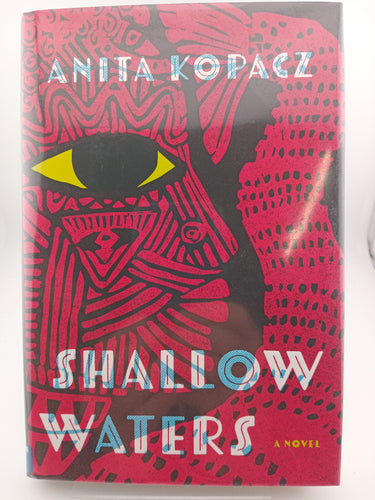 ANITA KOPACZ
SHALLOW
WATERS
A NOVEL